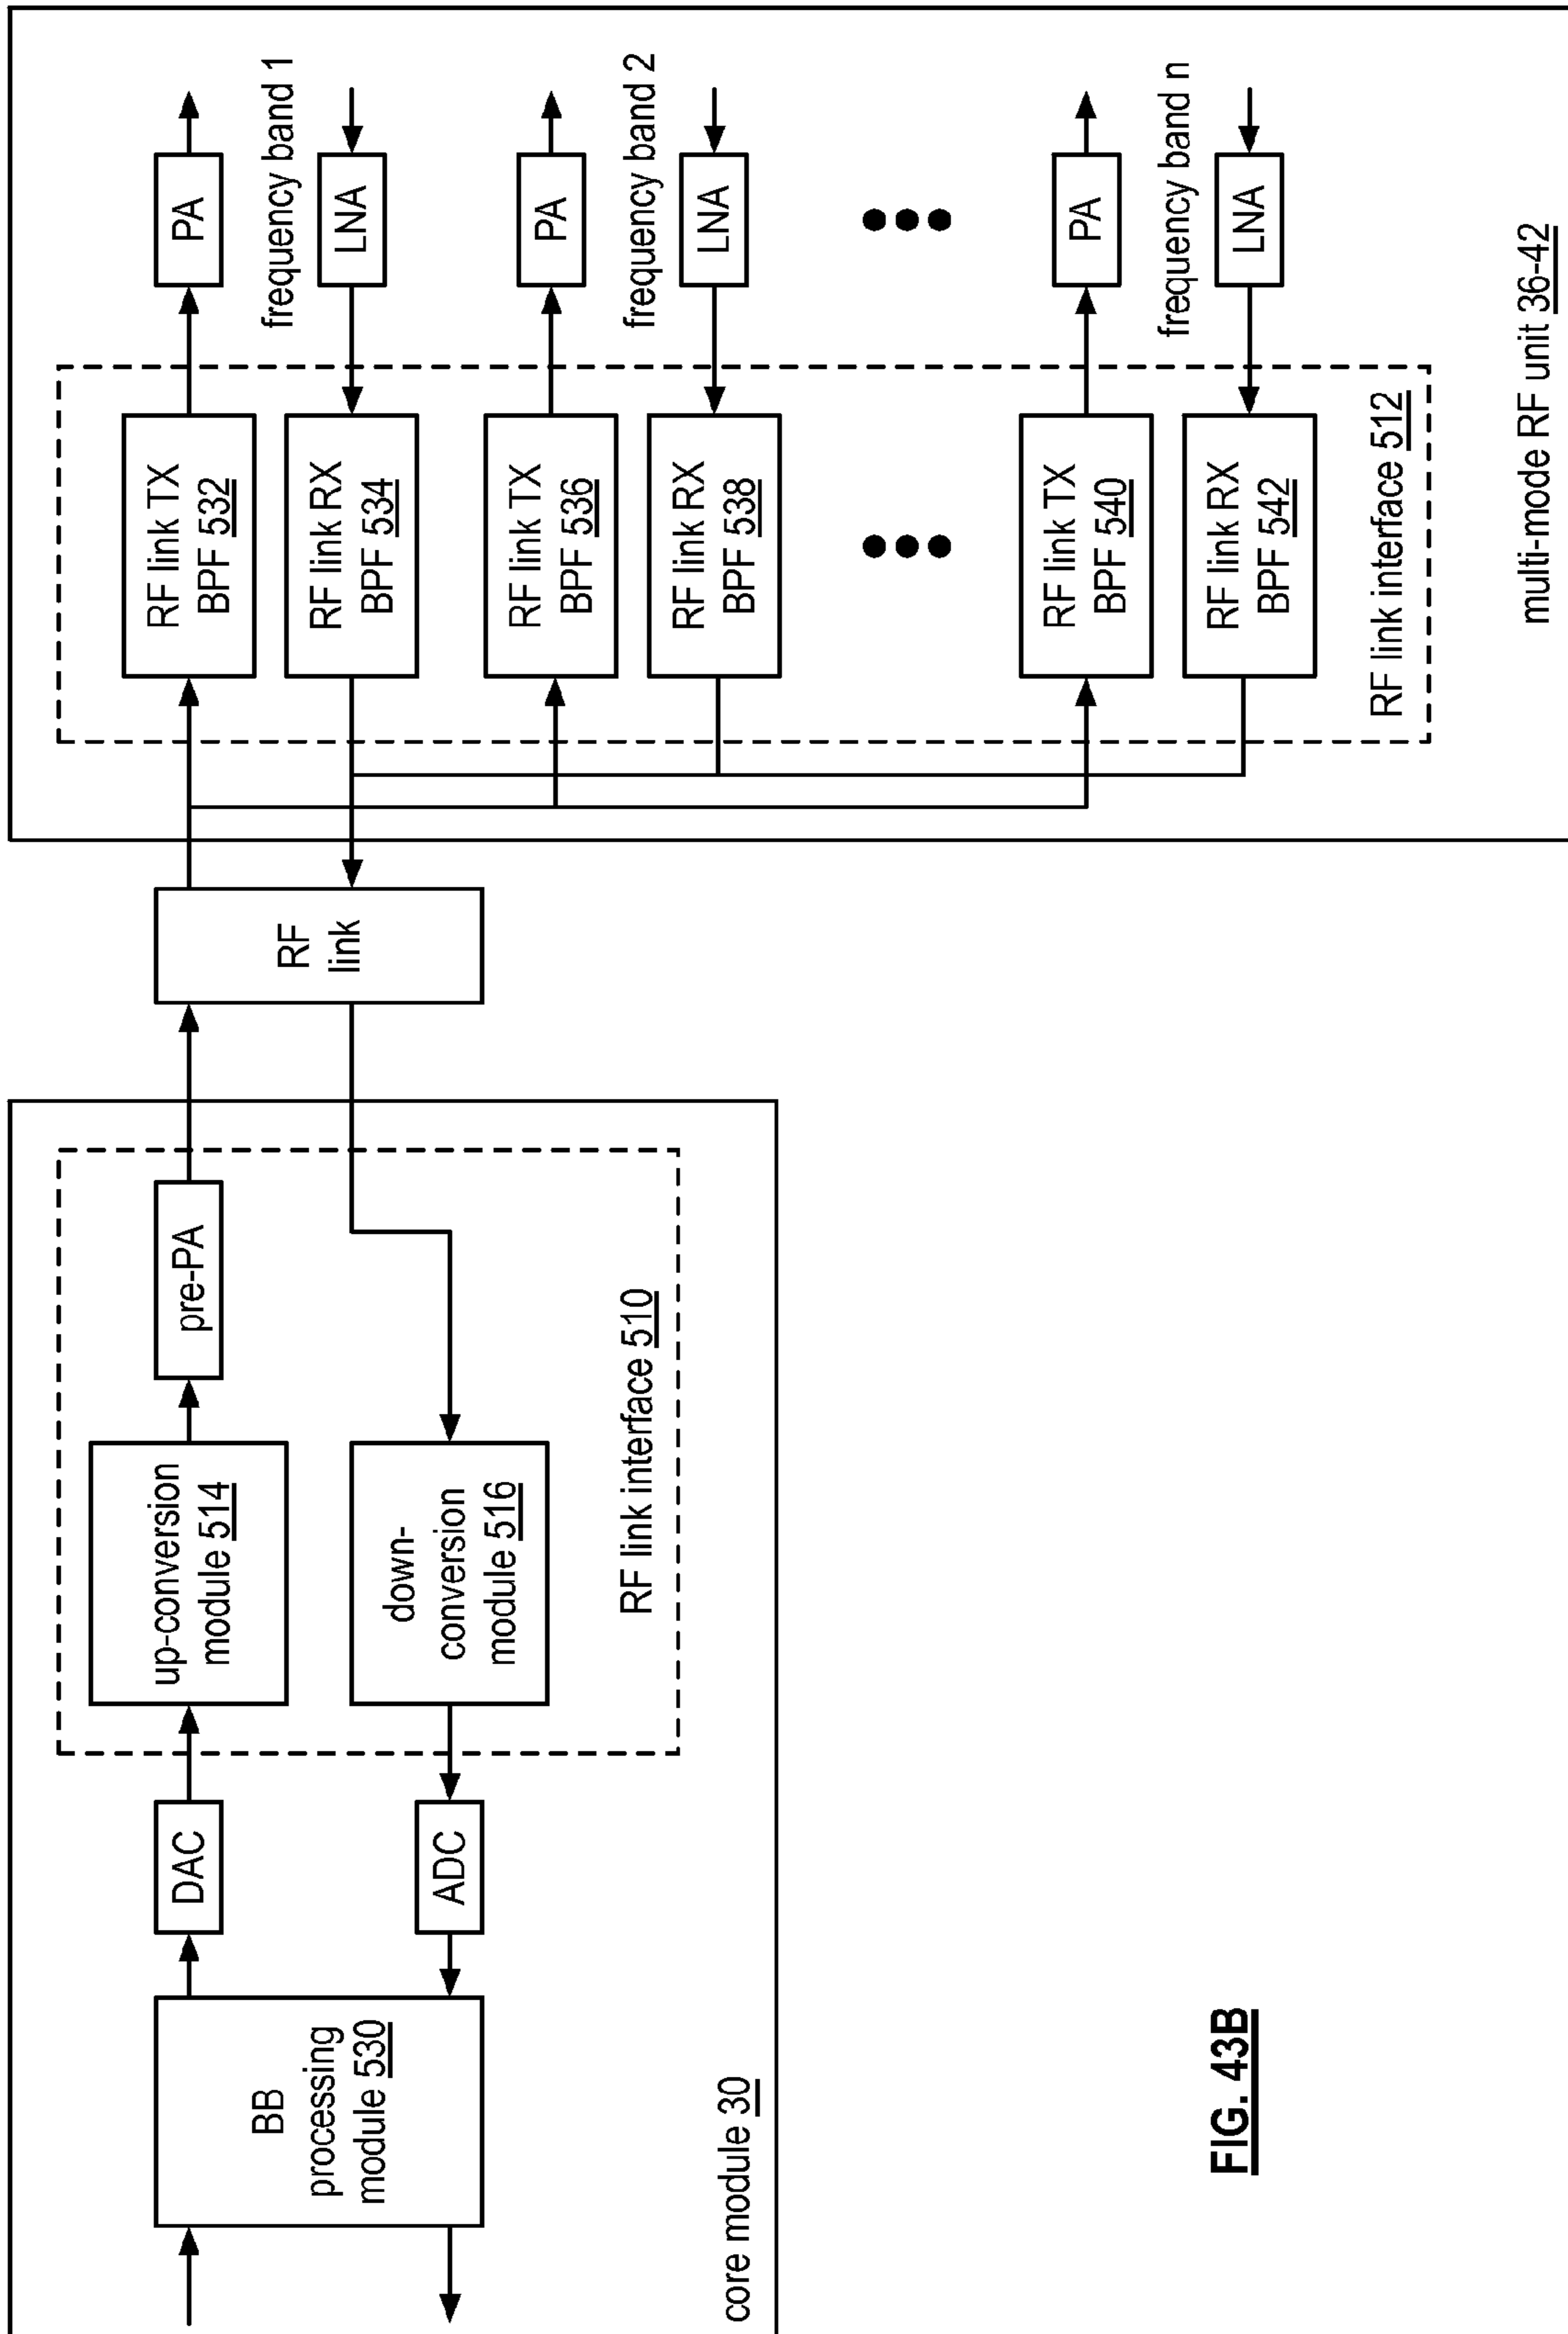 BB
processing
module 530
DAC
ADC
up-conversion
module 514
pre-PA
down-
conversion
module 516
RF link interface 510
core module 30
RF
link
RF link TX
BPF 532
PA
frequency band 1
RF link RX
BPF 534
LNA
RF link TX
BPF 536
PA
frequency band 2
RF link RX
BPF 538
LNA
RF link TX
BPF 540
PA
frequency band n
RF link RX
BPF 542
LNA
RF link interface 512
multi-mode RF unit 36-42
FIG. 43B